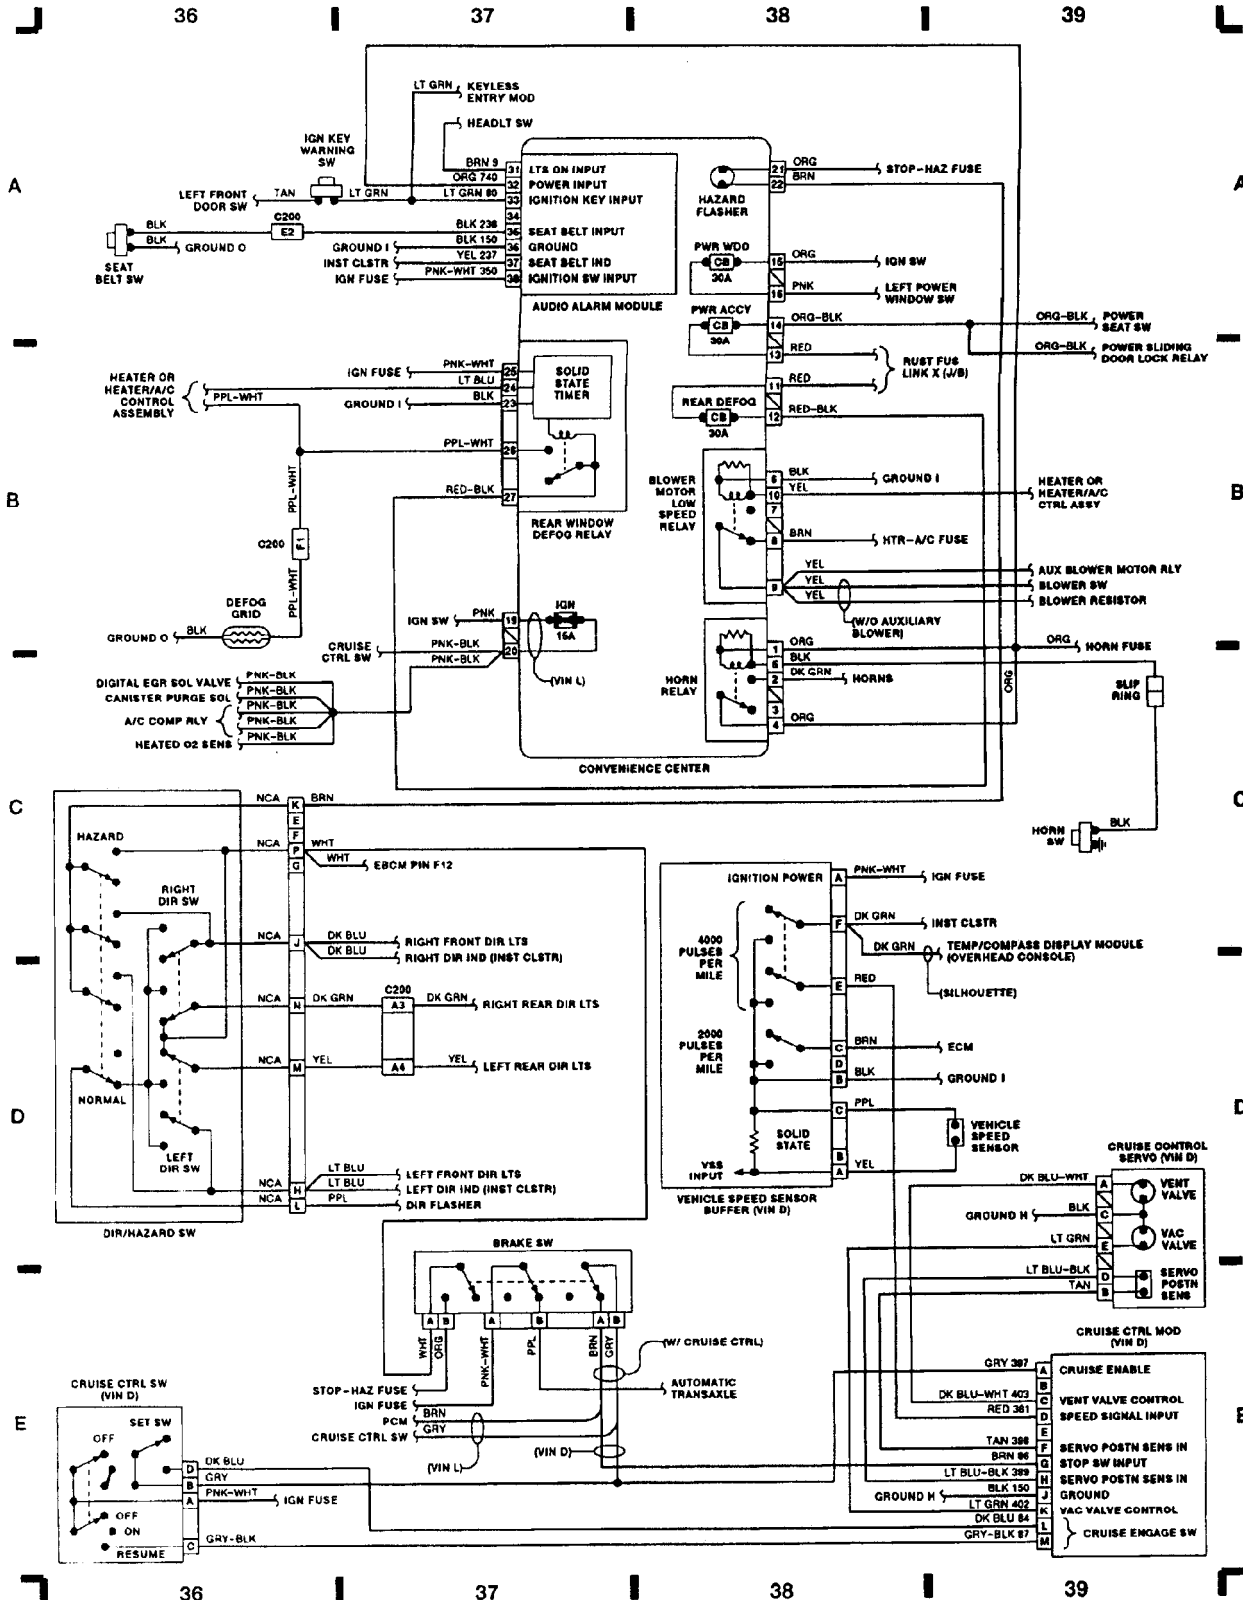 36 37 38 39
LT GRN KEYLESS
ENTRY MOD
HEADLT SW
IGN KEY
WARNING
SW
A
LEFT FRONT
DOOR SW
TAN
LT GRN
BRN 9 31 LTS ON INPUT
ORG 740 32 POWER INPUT
LT GRN 80 33 IGNITION KEY INPUT
34
BLK 238 35 SEAT BELT INPUT
BLK 150 36 GROUND
YEL 237 37 SEAT BELT IND
PNK-WHT 350 38 IGNITION SW INPUT
AUDIO ALARM MODULE
BLK
BLK
C200
E2
GROUND O
SEAT
BELT SW
GROUND I
INST CLSTR
IGN FUSE
HAZARD
FLASHER
21 ORG STOP-HAZ FUSE
22 BRN
A
PWR WDO
CB
30A
15 ORG IGN SW
16 PNK LEFT POWER
WINDOW SW
PWR ACCY
CB
30A
14 ORG-BLK
ORG-BLK POWER
SEAT SW
ORG-BLK POWER SLIDING
DOOR LOCK RELAY
13 RED
RUST FUS
LINK X (J/B)
11 RED
REAR DEFOG
CB
30A
12 RED-BLK
HEATER OR
HEATER/A/C
CONTROL
ASSEMBLY
PPL-WHT
IGN FUSE PNK-WHT 25
LT BLU 24
GROUND I BLK 23
SOLID
STATE
TIMER
PPL-WHT 26
RED-BLK 27
REAR WINDOW
DEFOG RELAY
B
PPL-WHT
C200
F1
PPL-WHT
DEFOG
GRID
GROUND O BLK
BLOWER
MOTOR
LOW
SPEED
RELAY
BLK GROUND I
10 YEL HEATER OR
HEATER/A/C
CTRL ASSY
7
8 BRN HTR-A/C FUSE
B
9
YEL AUX BLOWER MOTOR RLY
YEL BLOWER SW
YEL BLOWER RESISTOR
(W/O AUXILIARY
BLOWER)
IGN SW PNK 19
IGN
15A
CRUISE
CTRL SW
PNK-BLK 20
PNK-BLK
(VIN L)
DIGITAL EGR SOL VALVE PNK-BLK
CANISTER PURGE SOL PNK-BLK
A/C COMP RLY PNK-BLK
PNK-BLK
HEATED O2 SENS PNK-BLK
HORN
RELAY
1 ORG
ORG HORN FUSE
BLK
2 DK GRN HORNS
3
4 ORG
ORG
SLIP
RING
CONVENIENCE CENTER
HORN
SW
BLK
C
C
HAZARD
NCA K BRN
E
F
NCA P WHT
G WHT EBCM PIN F12
RIGHT
DIR SW
NCA J DK BLU RIGHT FRONT DIR LTS
DK BLU RIGHT DIR IND (INST CLSTR)
NCA N DK GRN
C200
A3
DK GRN RIGHT REAR DIR LTS
NCA M YEL A4 YEL LEFT REAR DIR LTS
NORMAL
LEFT
DIR SW
LT BLU LEFT FRONT DIR LTS
NCA H LT BLU LEFT DIR IND (INST CLSTR)
NCA L PPL DIR FLASHER
DIR/HAZARD SW
D
IGNITION POWER A PNK-WHT IGN FUSE
4000
PULSES
PER
MILE
F DK GRN INST CLSTR
DK GRN TEMP/COMPASS DISPLAY MODULE
(OVERHEAD CONSOLE)
E RED
(SILHOUETTE)
2000
PULSES
PER
MILE
C BRN ECM
D
B BLK GROUND I
C PPL
SOLID
STATE
VEHICLE
SPEED
SENSOR
B
VSS
INPUT
A YEL
VEHICLE SPEED SENSOR
BUFFER (VIN D)
D
CRUISE CONTROL
SERVO (VIN D)
DK BLU-WHT A VENT
VALVE
GROUND H BLK C
LT GRN E VAC
VALVE
LT BLU-BLK D SERVO
POSTN
SENS
TAN B
BRAKE SW
A B A B A B
WHT
ORG
PNK-WHT
PPL
BRN
GRY
(W/ CRUISE CTRL)
STOP-HAZ FUSE
AUTOMATIC
TRANSAXLE
IGN FUSE
PCM BRN
CRUISE CTRL SW GRY
(VIN L)
(VIN D)
CRUISE CTRL SW
(VIN D)
E
SET SW
OFF
D DK BLU
B GRY
A PNK-WHT IGN FUSE
OFF
ON
RESUME
C GRY-BLK
CRUISE CTRL MOD
(VIN D)
GRY 397 A CRUISE ENABLE
B
DK BLU-WHT 403 C VENT VALVE CONTROL
RED 381 D SPEED SIGNAL INPUT
E
TAN 398 F SERVO POSTN SENS IN
BRN 86 G STOP SW INPUT
LT BLU-BLK 399 H SERVO POSTN SENS IN
GROUND H BLK 150 J GROUND
LT GRN 402 K VAC VALVE CONTROL
DK BLU 84 L
CRUISE ENGAGE SW
GRY-BLK 87 M
36 37 38 39